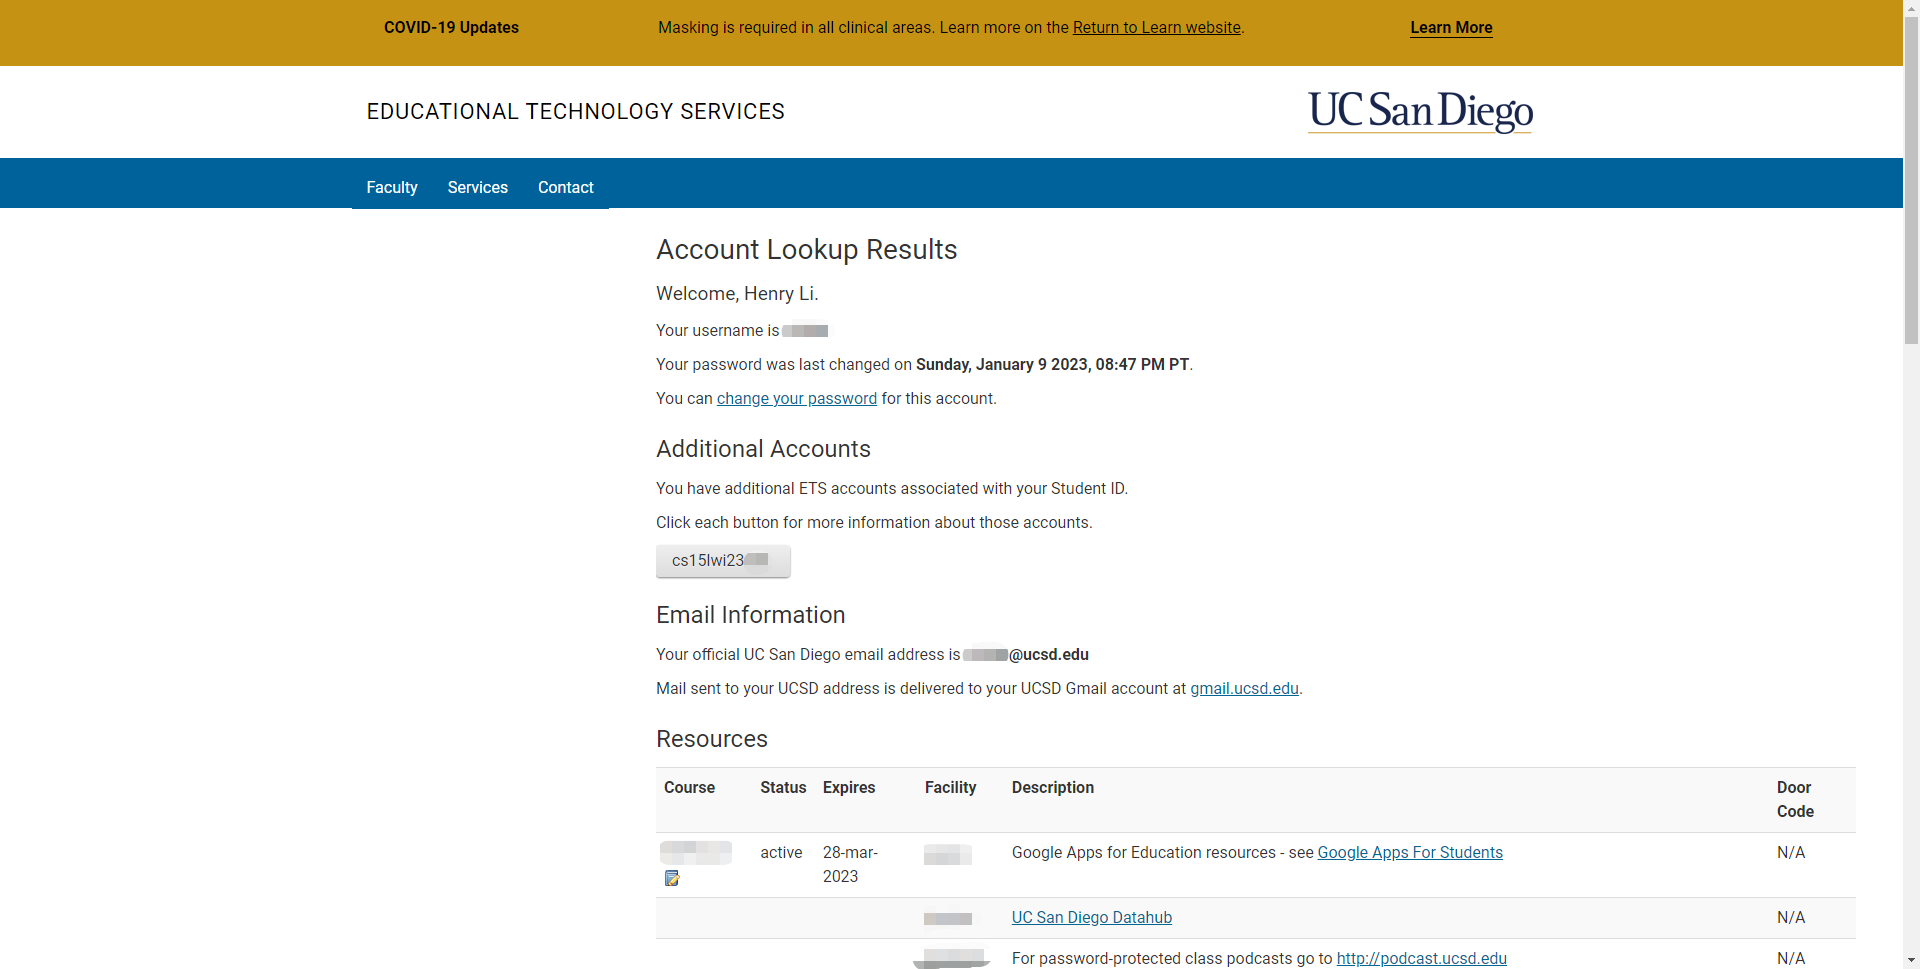 COVID-19 Updates
Masking is required in all clinical areas. Learn more on the Return to Learn website.
Learn More
EDUCATIONAL TECHNOLOGY SERVICES
UC San Diego
Faculty Services Contact
Account Lookup Results
Welcome, Henry Li.
Your username is
Your password was last changed on Sunday, January 9 2023, 08:47 PM PT.
You can change your password for this account.
Additional Accounts
You have additional ETS accounts associated with your Student ID.
Click each button for more information about those accounts.
cs15lwi23
Email Information
Your official UC San Diego email address is @ucsd.edu
Mail sent to your UCSD address is delivered to your UCSD Gmail account at gmail.ucsd.edu.
Resources
Course Status Expires Facility Description Door
Code
active 28-mar- Google Apps for Education resources - see Google Apps For Students N/A
2023
UC San Diego Datahub N/A
For password-protected class podcasts go to http://podcast.ucsd.edu N/A